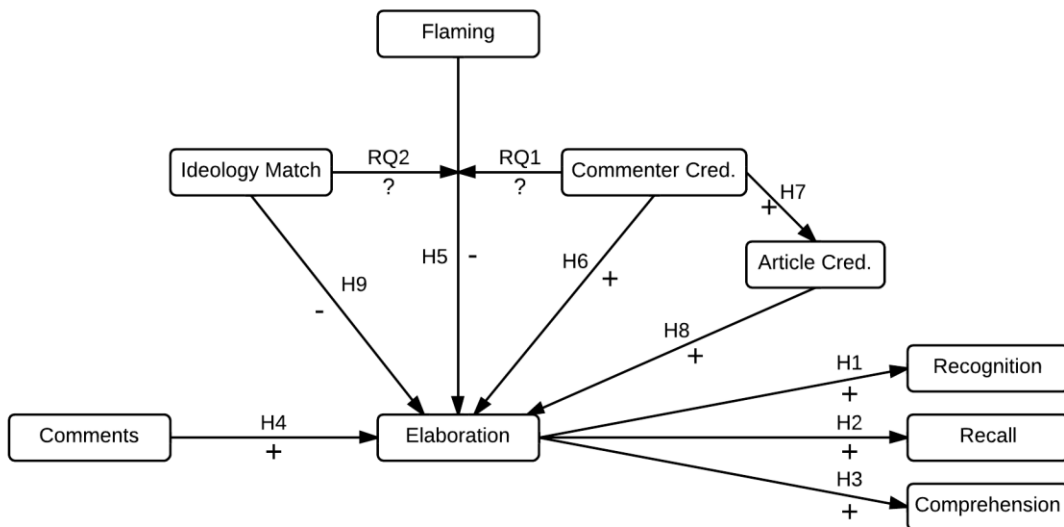 Flaming
Ideology Match
RQ2
?
RQ1
?
Commenter Cred.
H7
+
Article Cred.
H9
-
H5
-
H6
+
H8
+
H1
+
Recognition
Comments
H4
+
Elaboration
H2
+
Recall
H3
+
Comprehension